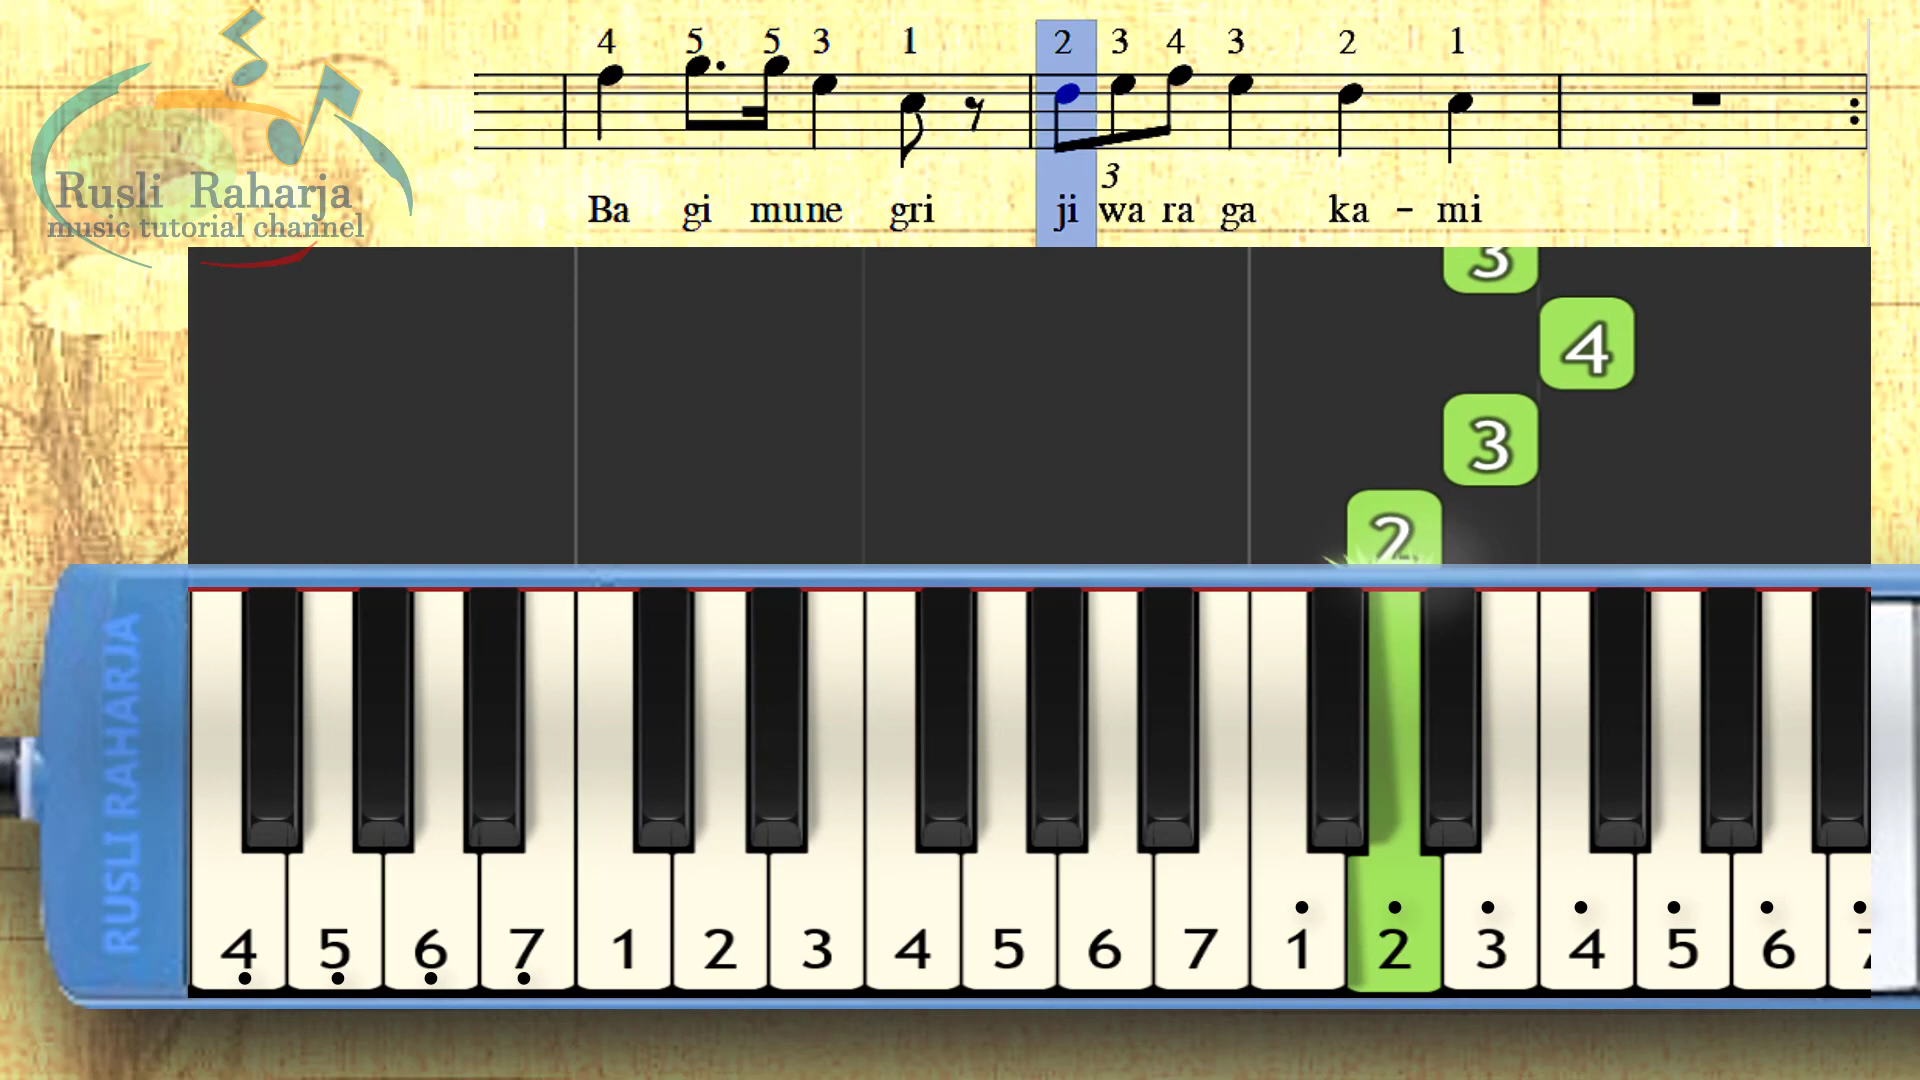 4 5 5 3 1 2 3 4 3 2 1
3
Ba gi mune gri ji wa ra ga ka - mi
Rusli Raharja
music tutorial channel
3
4
3
2
RUSLI RAHARJA
4 5 6 7 1 2 3 4 5 6 7 1 2 3 4 5 6 7